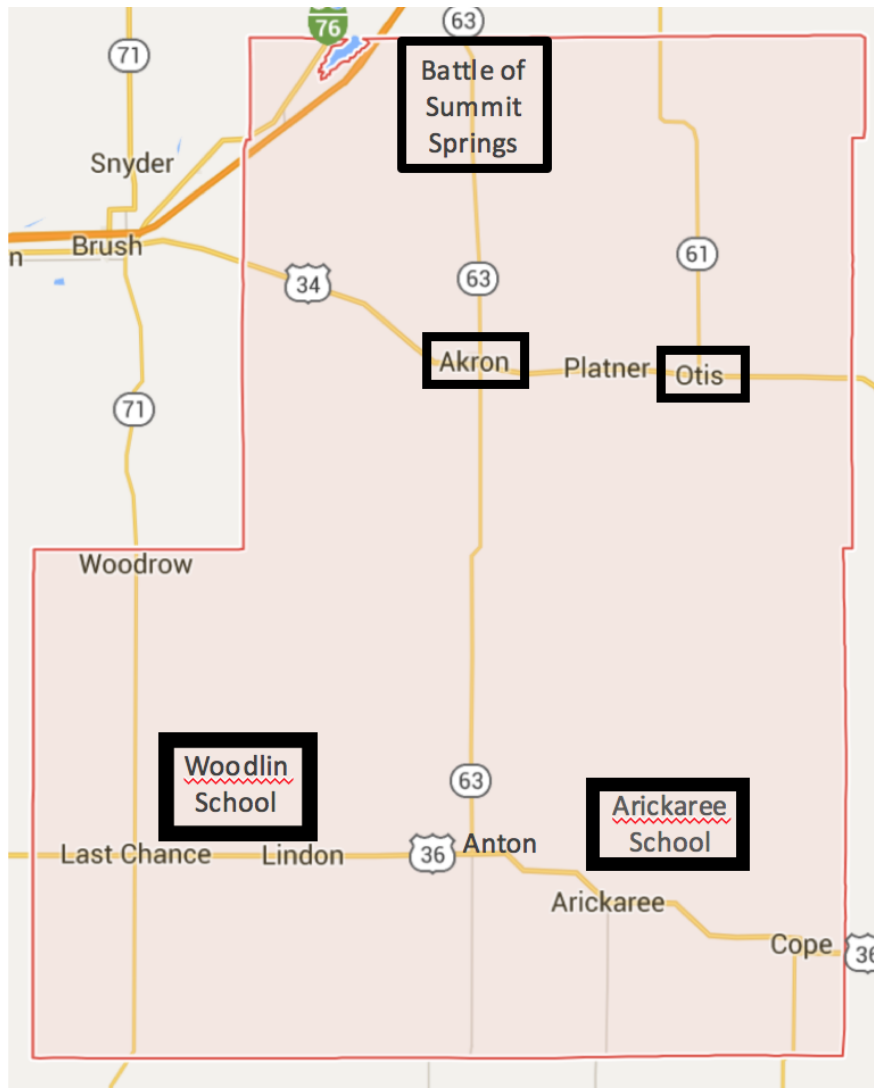 76
63
71
Battle of
Summit
Springs
Snyder
Brush
n
34
63
61
Akron
Platner
Otis
71
Woodrow
Woodlin
School
63
Arickaree
School
Last Chance
Lindon
36
Anton
Arickaree
Cope
36